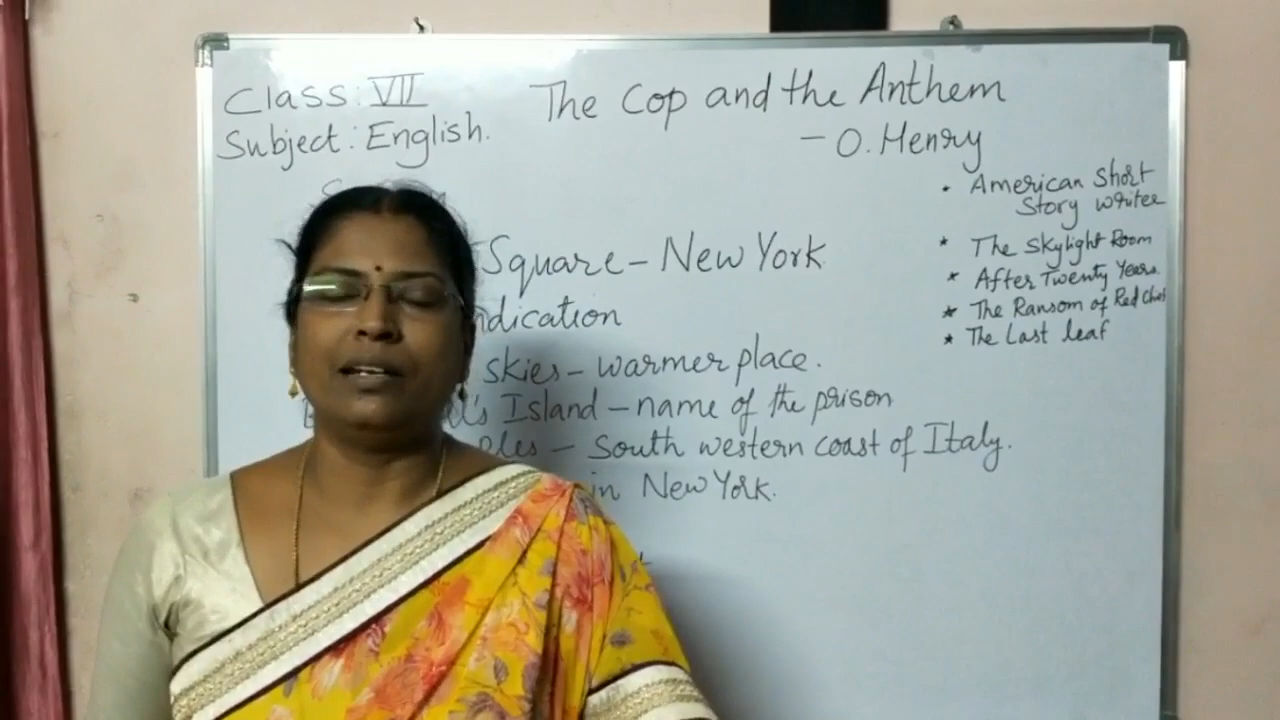 Class: VII
Subject: English.
The Cop and the Anthem
- O. Henry
• American Short
Story writer
* The Skylight Room
* After Twenty Years.
* The Ransom of Red Chief
* The Last leaf
Square - New York
skies - warmer place.
Island - name of the prison
- South western coast of Italy.
in New York.